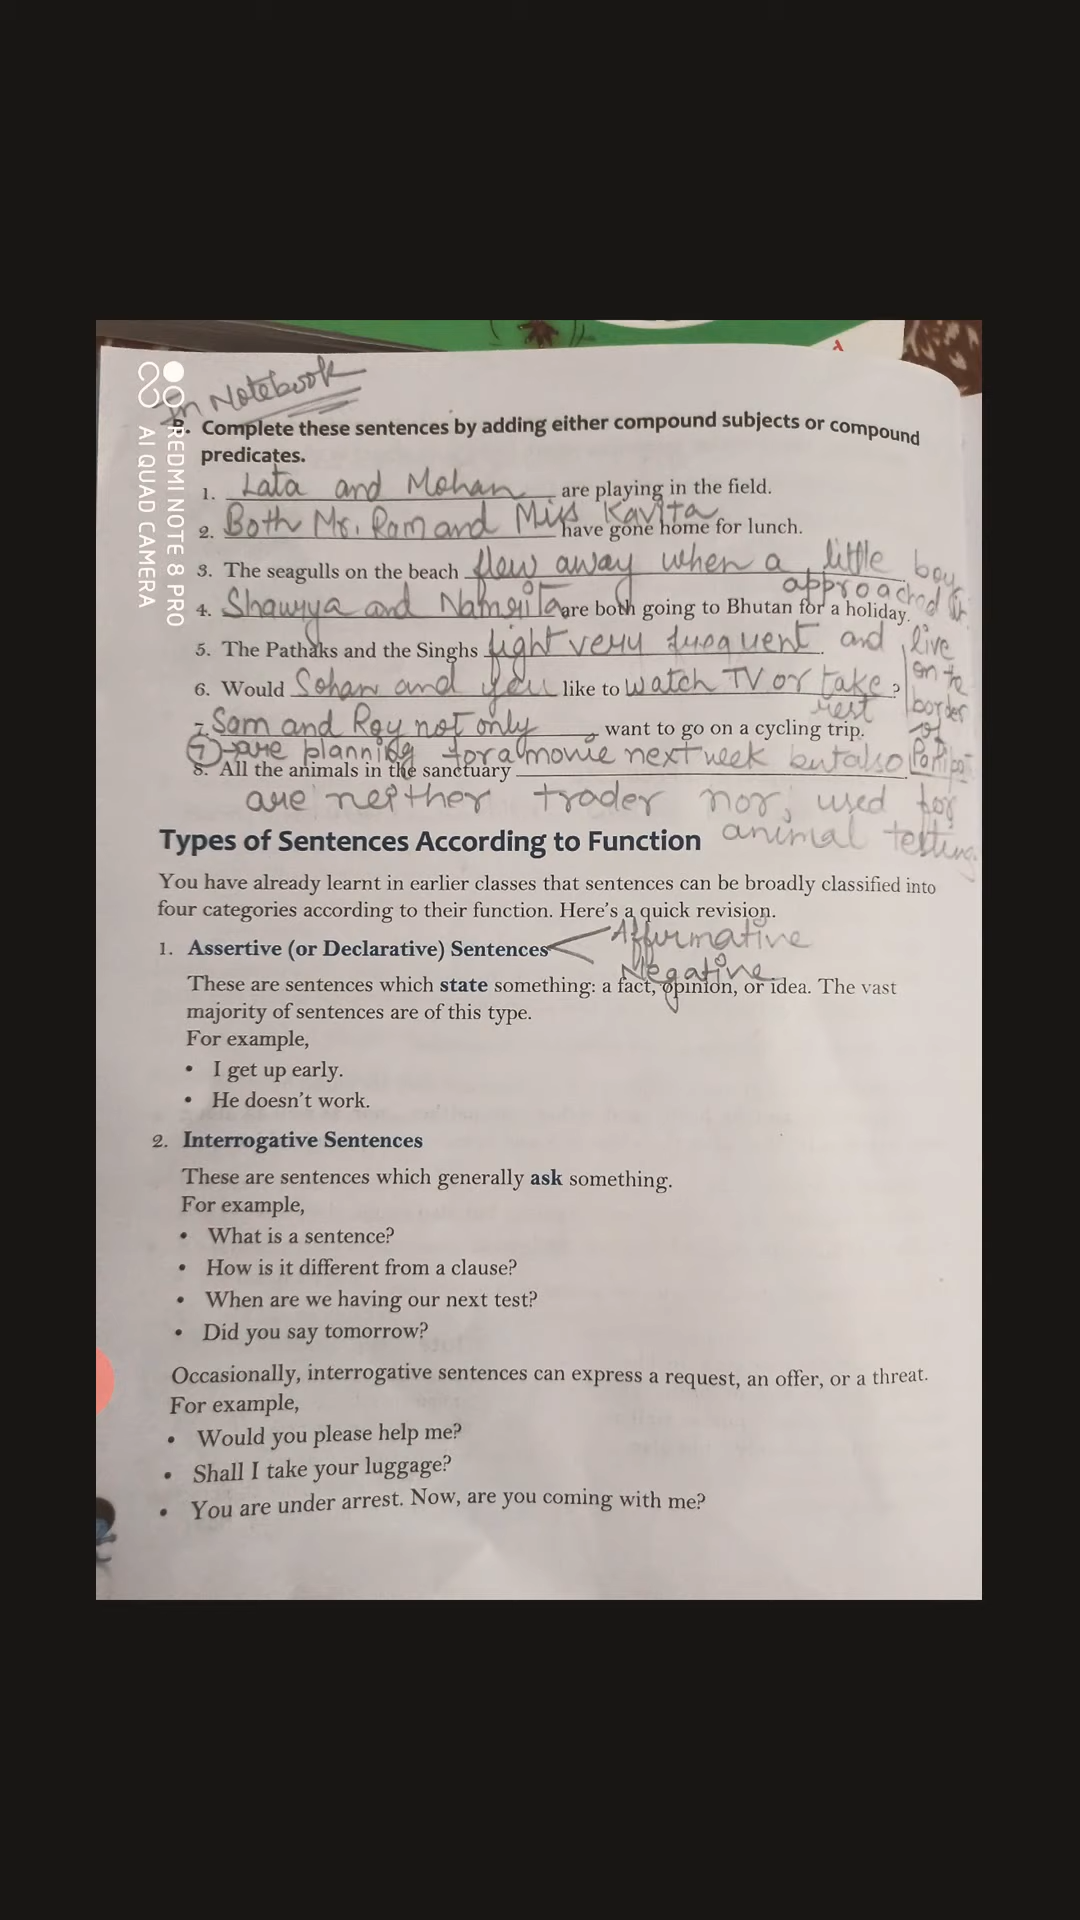 In Notebook
B. Complete these sentences by adding either compound subjects or compound
predicates.
1. Lata and Mohan are playing in the field.
2. Both Mr. Ram and Miss Kavita have gone home for lunch.
3. The seagulls on the beach flew away when a little boy
approached
4. Shaurya and Namrita are both going to Bhutan for a holiday.
5. The Pathaks and the Singhs fight very frequent and live
on the
border
of
Panipat
6. Would Sohan and you like to watch TV or take ?
rest
7. Sam and Roy not only want to go on a cycling trip.
7 are planning for a movie next week but also
8. All the animals in the sanctuary
are neither trader nor, used for
animal testing.
Types of Sentences According to Function
You have already learnt in earlier classes that sentences can be broadly classified into
four categories according to their function. Here's a quick revision.
1. Assertive (or Declarative) Sentences
Affirmative
Negative
These are sentences which state something: a fact, opinion, or idea. The vast
majority of sentences are of this type.
For example,
• I get up early.
• He doesn't work.
2. Interrogative Sentences
These are sentences which generally ask something.
For example,
• What is a sentence?
• How is it different from a clause?
• When are we having our next test?
• Did you say tomorrow?
Occasionally, interrogative sentences can express a request, an offer, or a threat.
For example,
• Would you please help me?
• Shall I take your luggage?
• You are under arrest. Now, are you coming with me?
REDMI NOTE 8 PRO
AI QUAD CAMERA